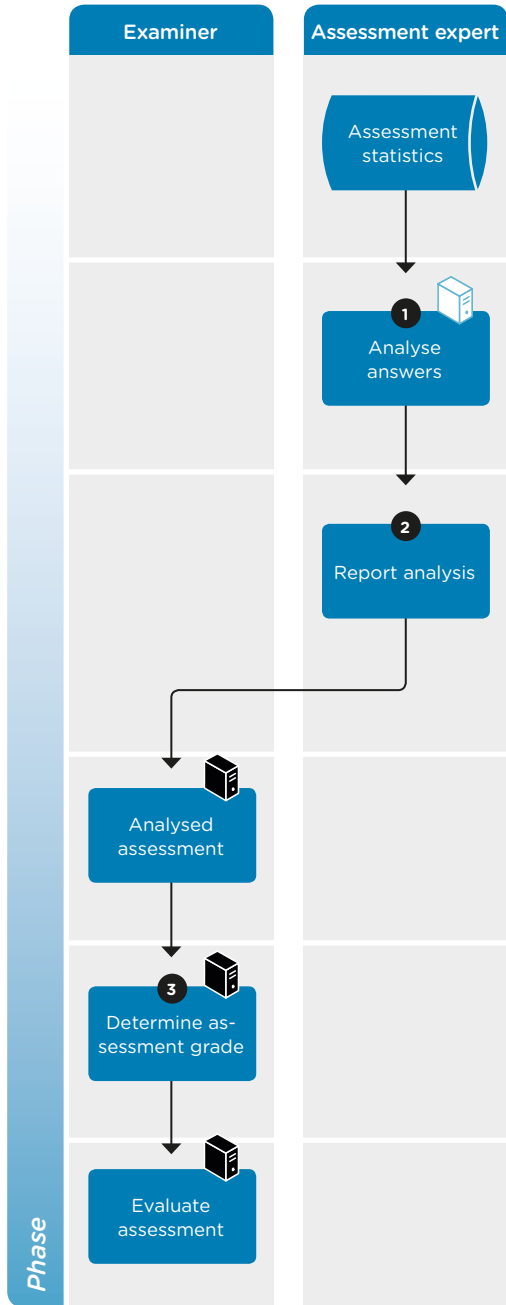 Examiner
Assessment expert
Assessment
statistics
1
Analyse
answers
2
Report analysis
Analysed
assessment
3
Determine as-
sessment grade
Evaluate
assessment
Phase